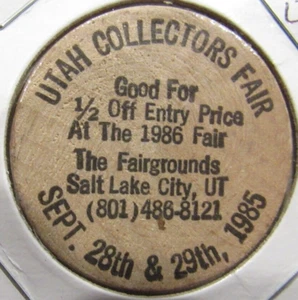 UTAH COLLECTORS FAIR
Good For
½ Off Entry Price
At The 1986 Fair
The Fairgrounds
Salt Lake City, UT
(801) 486-8121
SEPT. 28th & 29th, 1985